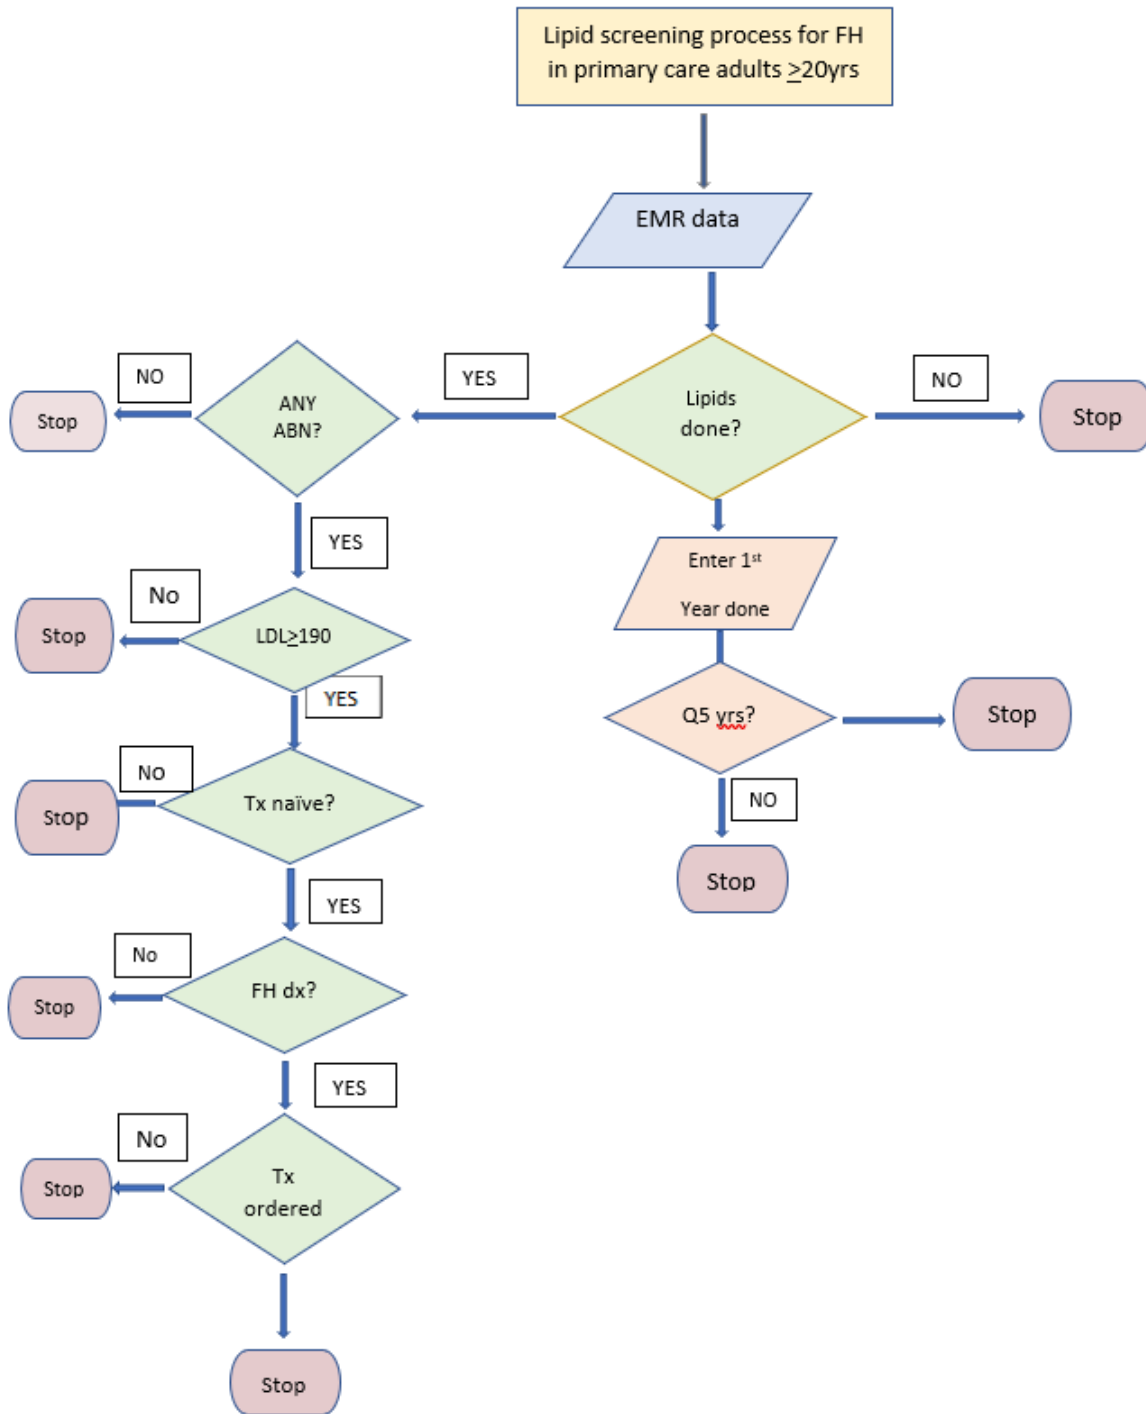 Lipid screening process for FH
in primary care adults ≥20yrs
EMR data
NO
YES
NO
Stop
ANY
ABN?
Lipids
done?
Stop
YES
Enter 1st
Year done
No
Stop
LDL≥190
YES
Q5 yrs?
Stop
No
Stop
Tx naïve?
NO
YES
Stop
No
FH dx?
Stop
YES
No
Tx
ordered
Stop
Stop